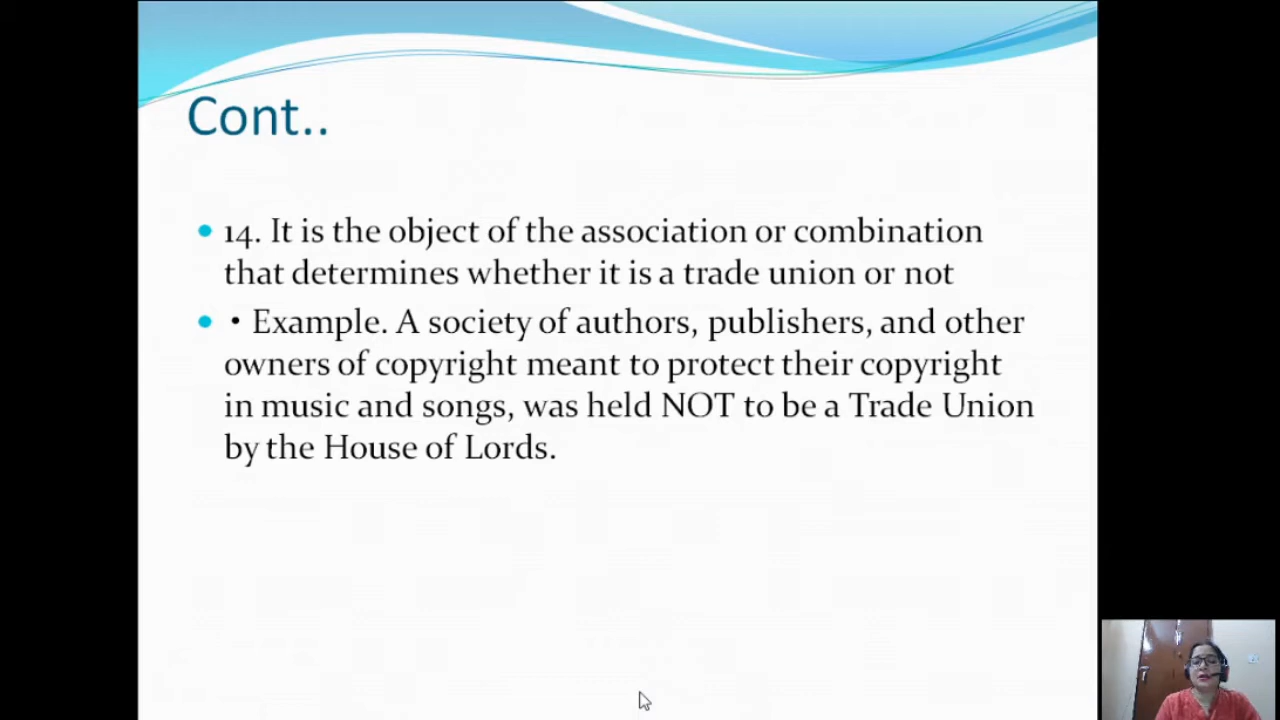 Cont..
• 14. It is the object of the association or combination
that determines whether it is a trade union or not
• • Example. A society of authors, publishers, and other
owners of copyright meant to protect their copyright
in music and songs, was held NOT to be a Trade Union
by the House of Lords.